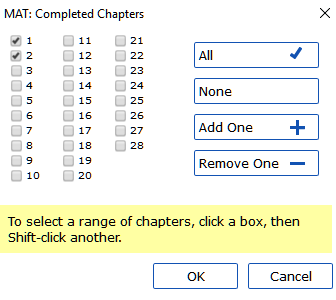 MAT: Completed Chapters
1 11 21
2 12 22
3 13 23
4 14 24
5 15 25
6 16 26
7 17 27
8 18 28
9 19
10 20
All
None
Add One
Remove One
To select a range of chapters, click a box, then
Shift-click another.
OK Cancel